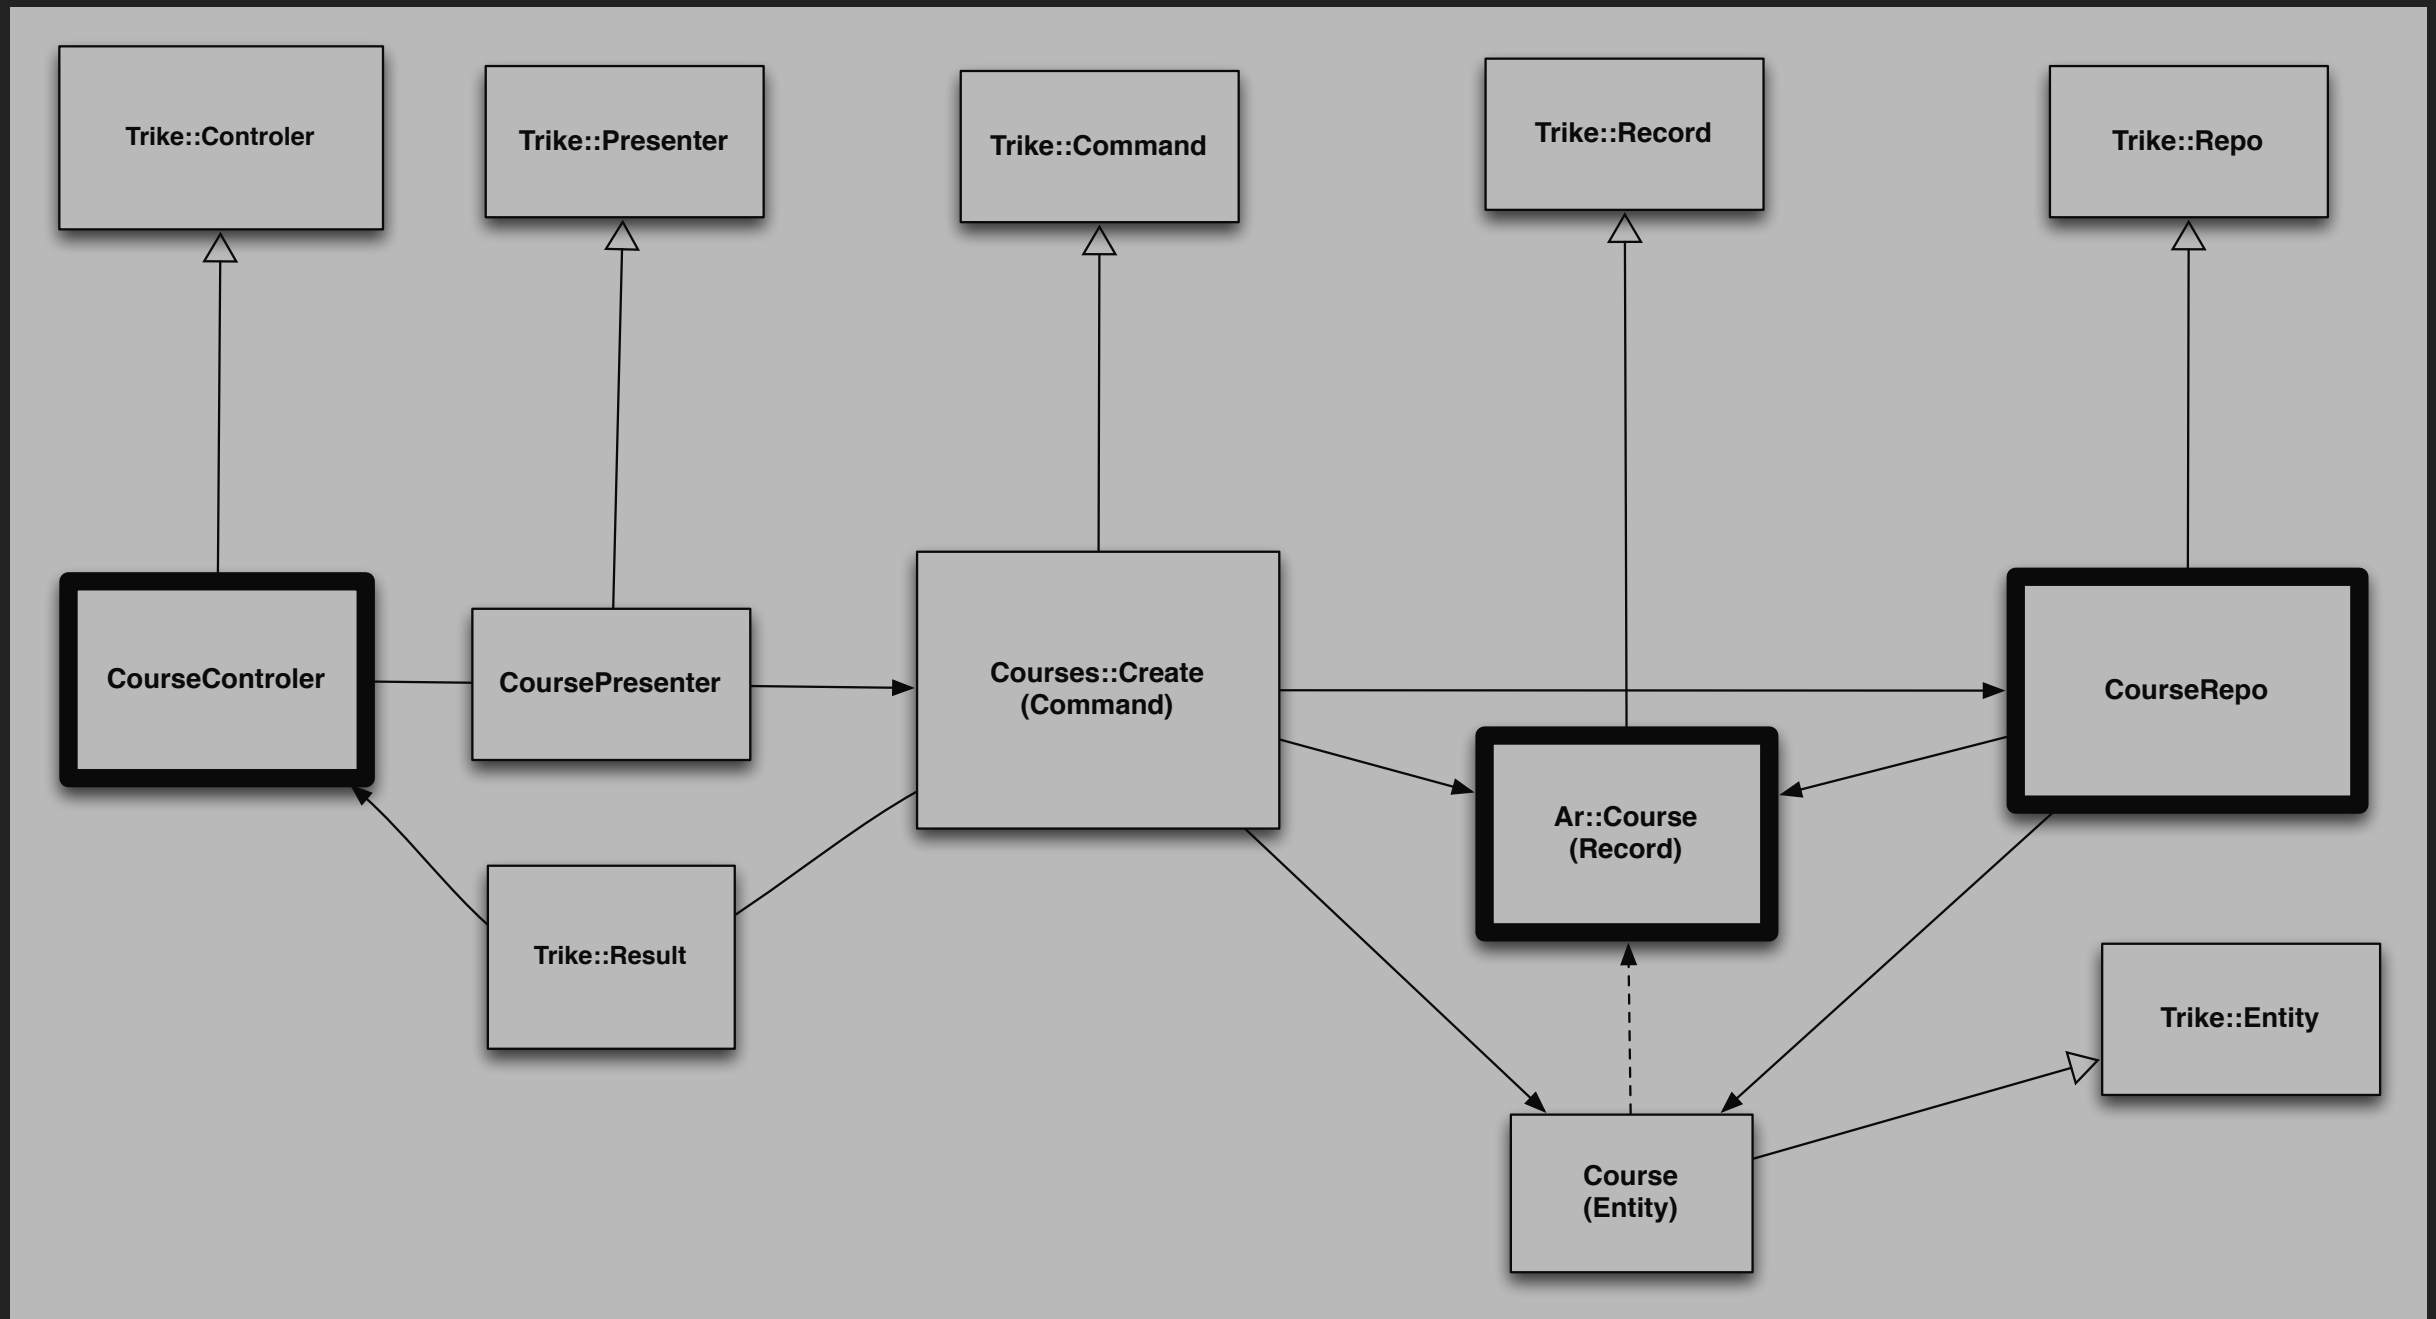 Trike::Controler
Trike::Presenter
Trike::Command
Trike::Record
Trike::Repo
CourseControler
CoursePresenter
Courses::Create
(Command)
CourseRepo
Ar::Course
(Record)
Trike::Result
Trike::Entity
Course
(Entity)